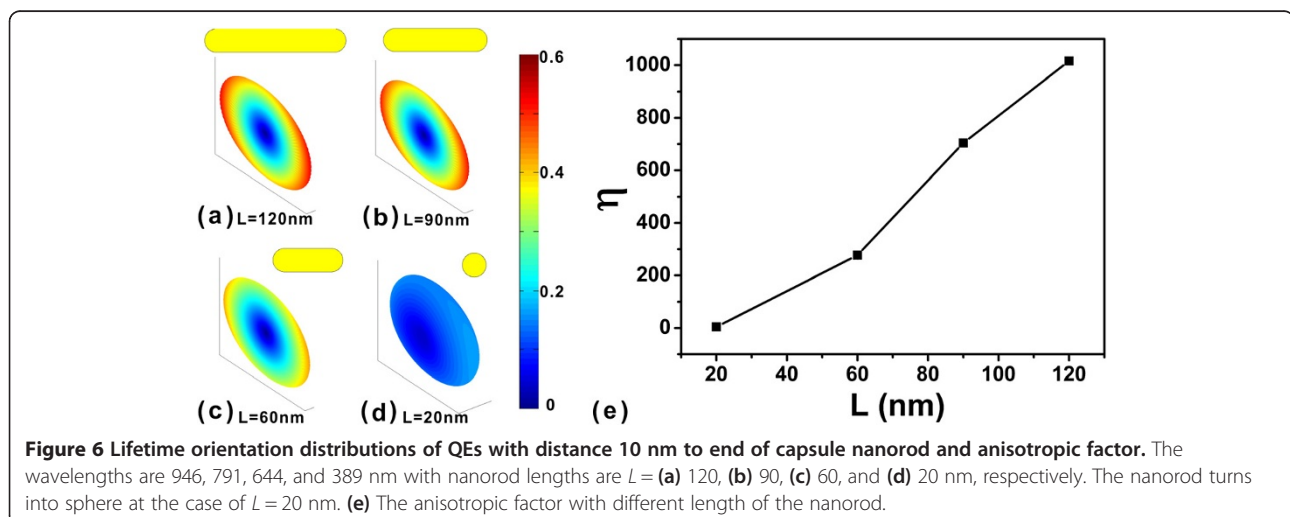 0.6
0.4
0.2
0
(a) L=120nm
(b) L=90nm
(c) L=60nm
(d) L=20nm
1000
800
600
400
200
0
η
20 40 60 80 100 120
L (nm)
(e)
Figure 6 Lifetime orientation distributions of QEs with distance 10 nm to end of capsule nanorod and anisotropic factor. The
wavelengths are 946, 791, 644, and 389 nm with nanorod lengths are L = (a) 120, (b) 90, (c) 60, and (d) 20 nm, respectively. The nanorod turns
into sphere at the case of L = 20 nm. (e) The anisotropic factor with different length of the nanorod.